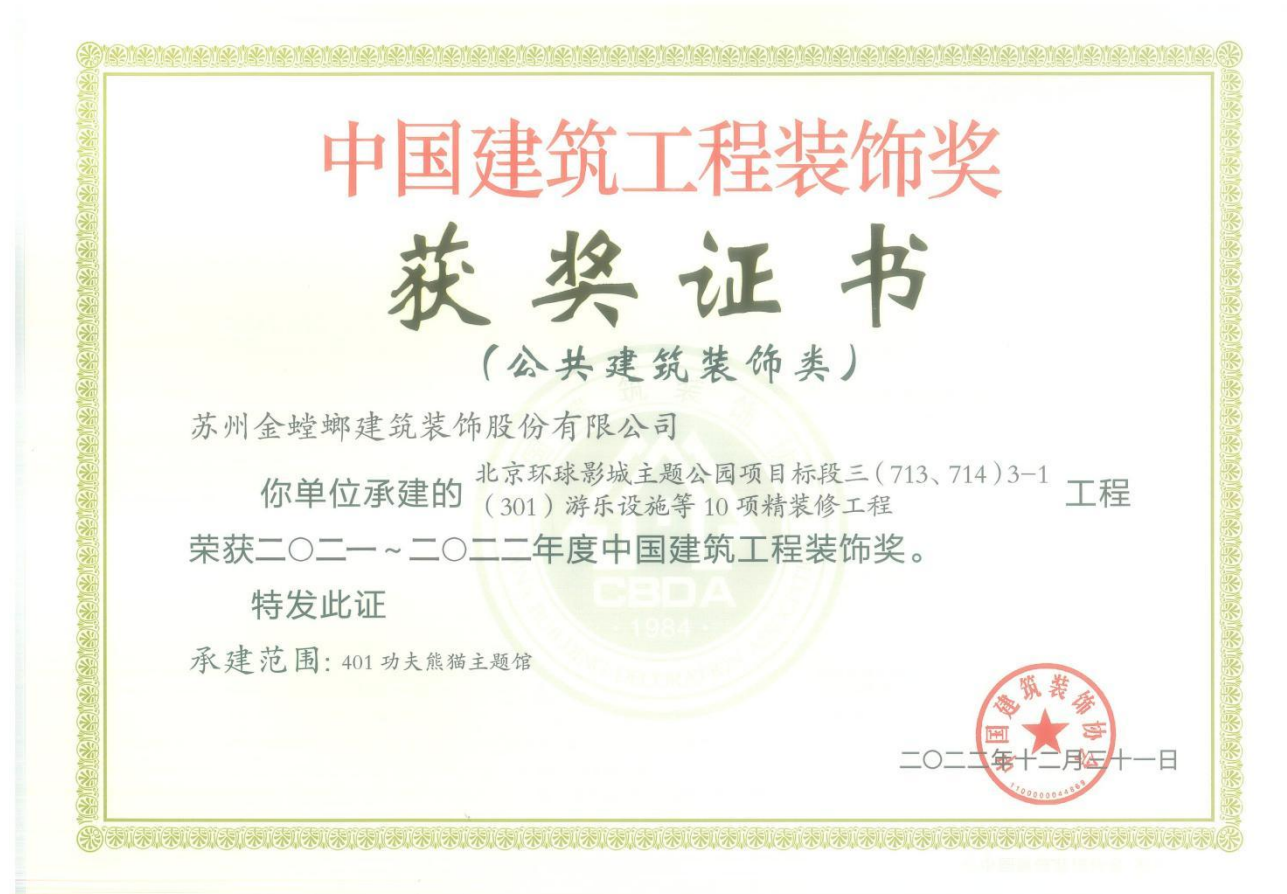 中国建筑工程装饰奖
获奖证书
（公共建筑装饰类）
苏州金螳螂建筑装饰股份有限公司
你单位承建的 北京环球影城主题公园项目标段三（713、714）3-1
（301）游乐设施等 10 项精装修工程 工程
荣获二〇二一~二〇二二年度中国建筑工程装饰奖。
特发此证
承建范围：401 功夫熊猫主题馆
中国建筑装饰协会
二〇二二年十二月三十一日
CBDA
·1984·